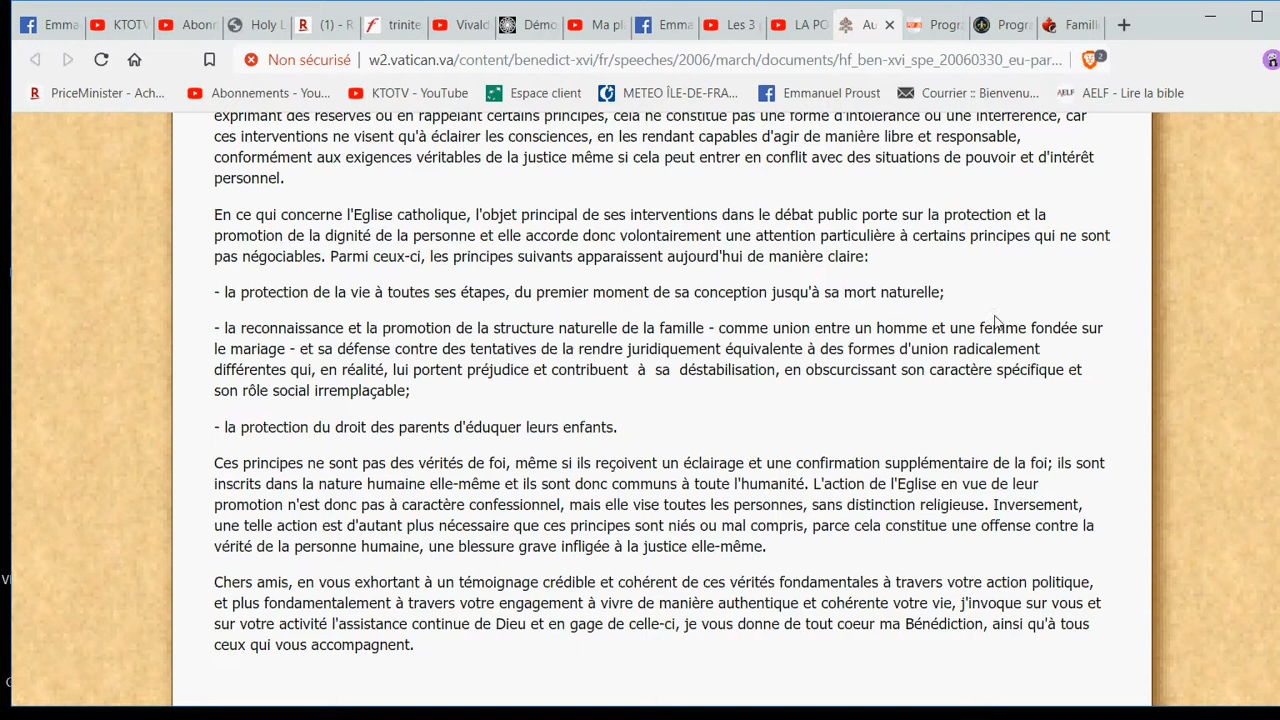 Emma KTOTV Abonn Holy L (1) - R trinite Vivald Démo Ma pl Emma Les 3 LA PO Au Progr Progra Famill
Non sécurisé w2.vatican.va/content/benedict-xvi/fr/speeches/2006/march/documents/hf_ben-xvi_spe_20060330_eu-par... 2
PriceMinister - Ach... Abonnements - You... KTOTV - YouTube Espace client METEO ÎLE-DE-FRA... Emmanuel Proust Courrier :: Bienvenu... AELF - Lire la bible
exprimant des réserves ou en rappelant certains principes, cela ne constitue pas une forme d'intolérance ou une interférence, car
ces interventions ne visent qu'à éclairer les consciences, en les rendant capables d'agir de manière libre et responsable,
conformément aux exigences véritables de la justice même si cela peut entrer en conflit avec des situations de pouvoir et d'intérêt
personnel.
En ce qui concerne l'Eglise catholique, l'objet principal de ses interventions dans le débat public porte sur la protection et la
promotion de la dignité de la personne et elle accorde donc volontairement une attention particulière à certains principes qui ne sont
pas négociables. Parmi ceux-ci, les principes suivants apparaissent aujourd'hui de manière claire:
- la protection de la vie à toutes ses étapes, du premier moment de sa conception jusqu'à sa mort naturelle;
- la reconnaissance et la promotion de la structure naturelle de la famille - comme union entre un homme et une femme fondée sur
le mariage - et sa défense contre des tentatives de la rendre juridiquement équivalente à des formes d'union radicalement
différentes qui, en réalité, lui portent préjudice et contribuent à sa déstabilisation, en obscurcissant son caractère spécifique et
son rôle social irremplaçable;
- la protection du droit des parents d'éduquer leurs enfants.
Ces principes ne sont pas des vérités de foi, même si ils reçoivent un éclairage et une confirmation supplémentaire de la foi; ils sont
inscrits dans la nature humaine elle-même et ils sont donc communs à toute l'humanité. L'action de l'Eglise en vue de leur
promotion n'est donc pas à caractère confessionnel, mais elle vise toutes les personnes, sans distinction religieuse. Inversement,
une telle action est d'autant plus nécessaire que ces principes sont niés ou mal compris, parce cela constitue une offense contre la
vérité de la personne humaine, une blessure grave infligée à la justice elle-même.
Chers amis, en vous exhortant à un témoignage crédible et cohérent de ces vérités fondamentales à travers votre action politique,
et plus fondamentalement à travers votre engagement à vivre de manière authentique et cohérente votre vie, j'invoque sur vous et
sur votre activité l'assistance continue de Dieu et en gage de celle-ci, je vous donne de tout coeur ma Bénédiction, ainsi qu'à tous
ceux qui vous accompagnent.